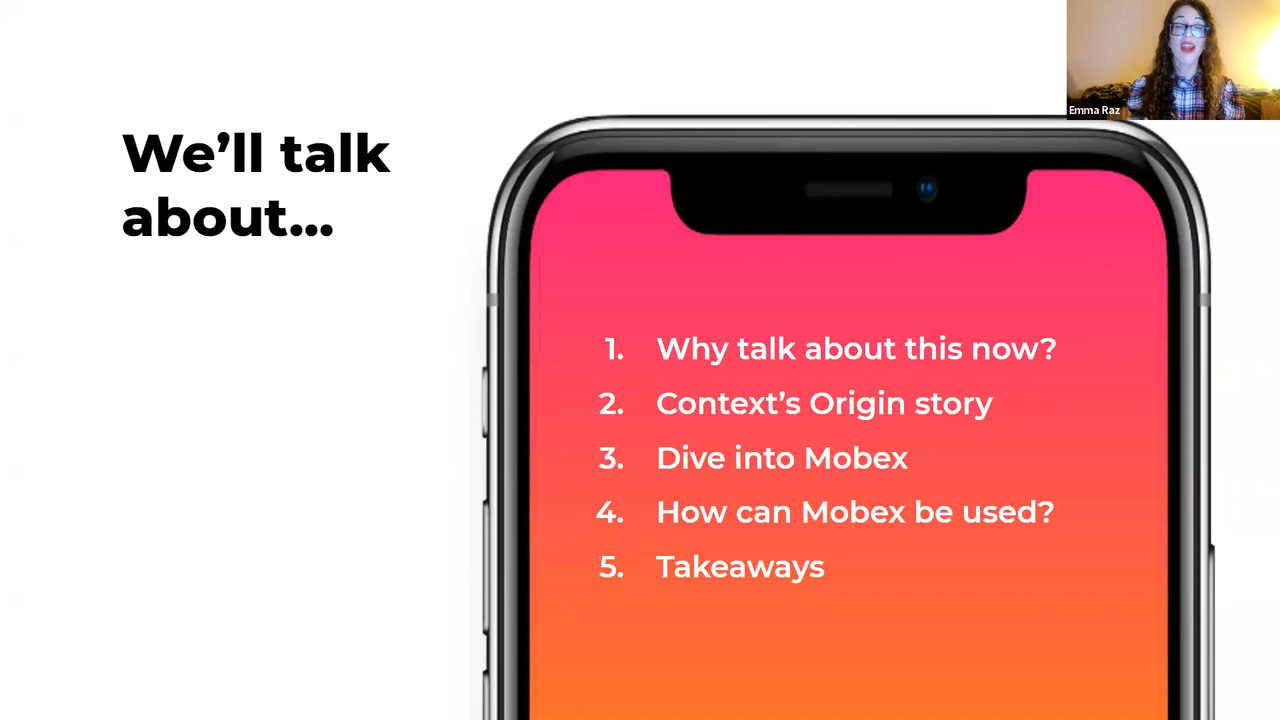 Emma Raz
We'll talk
about...
1. Why talk about this now?
2. Context's Origin story
3. Dive into Mobex
4. How can Mobex be used?
5. Takeaways